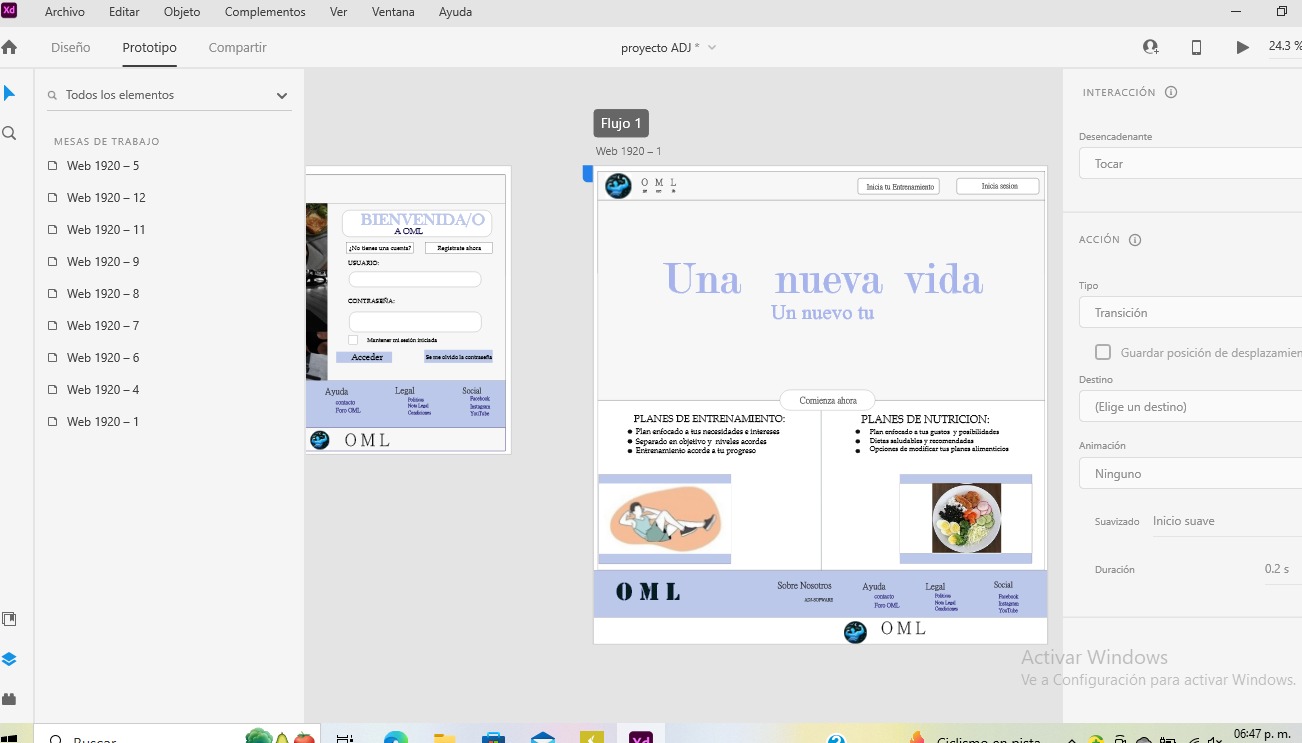 Xd Archivo Editar Objeto Complementos Ver Ventana Ayuda
Diseño Prototipo Compartir
proyecto ADJ *
24.3 %
Todos los elementos
MESAS DE TRABAJO
Web 1920 – 5
Web 1920 – 12
Web 1920 – 11
Web 1920 – 9
Web 1920 – 8
Web 1920 – 7
Web 1920 – 6
Web 1920 – 4
Web 1920 – 1
BIENVENIDA/O
A OML
¿No tienes una cuenta? Registrate ahora
USUARIO:
CONTRASEÑA:
Mantener mi sesión iniciada
Acceder Se me olvido la contraseña
Ayuda Legal Social
contacto
Foro OML
Politicas
Nota Legal
Condiciones
Facebook
Instagram
YouTube
OML
Flujo 1
Web 1920 – 1
O M L
Inicia tu Entrenamiento Inicia sesion
Una nueva vida
Un nuevo tu
Comienza ahora
PLANES DE ENTRENAMIENTO:
● Plan enfocado a tus necesidades e intereses
● Separado en objetivo y niveles acordes
● Entrenamiento acorde a tu progreso
PLANES DE NUTRICION:
● Plan enfocado a tus gustos y posibilidades
● Dietas saludables y recomendadas
● Opciones de modificar tus planes alimenticios
OML
Sobre Nosotros
ADJ-SOFWARE
Ayuda
contacto
Foro OML
Legal
Politicas
Nota Legal
Condiciones
Social
Facebook
Instagram
YouTube
OML
INTERACCIÓN
Desencadenante
Tocar
ACCIÓN
Tipo
Transición
Guardar posición de desplazamien
Destino
(Elige un destino)
Animación
Ninguno
Suavizado Inicio suave
Duración 0.2 s
Activar Windows
Ve a Configuración para activar Windows.
Buscar
Xd
Ciclismo en pista
06:47 p. m.